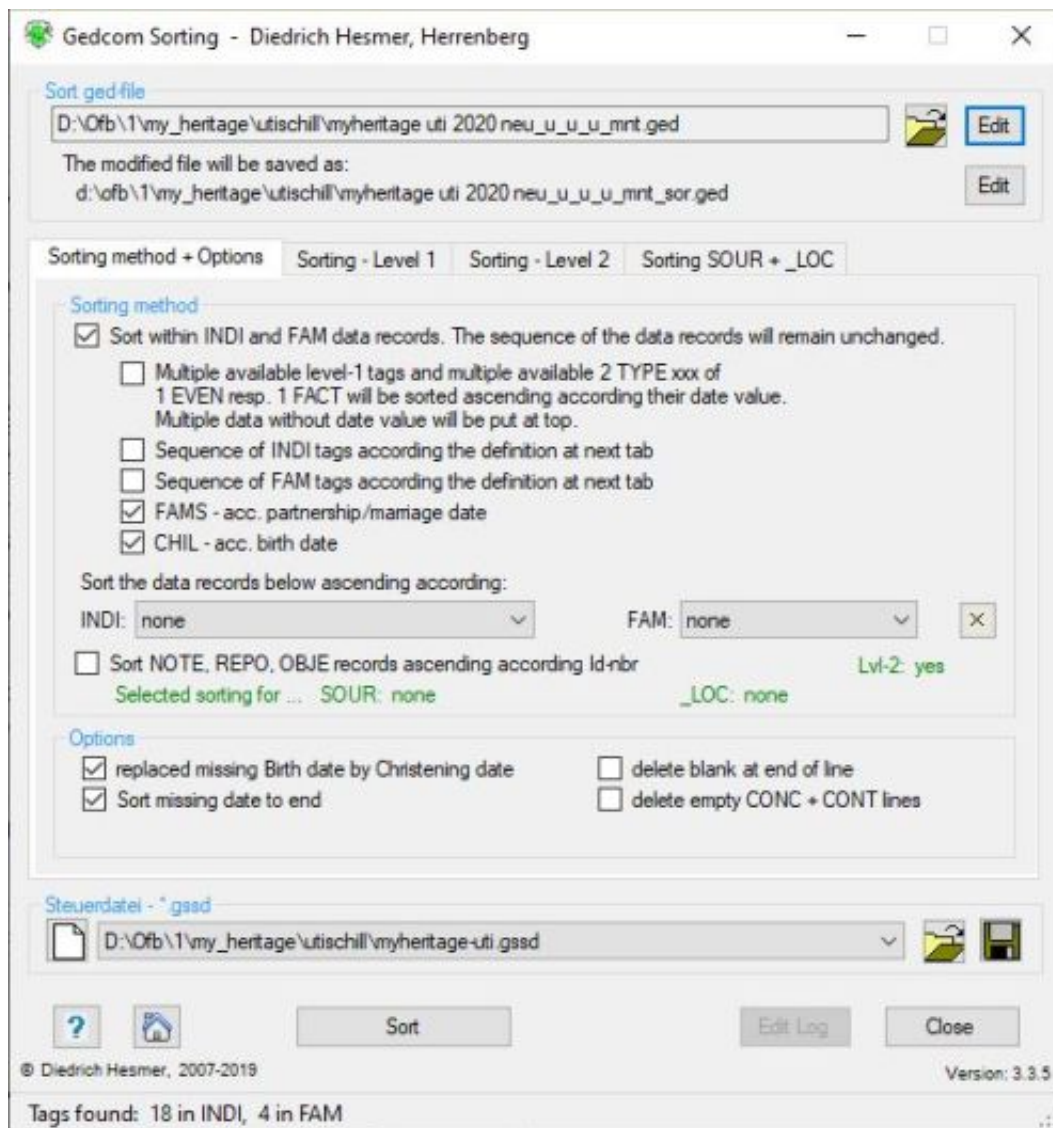 Gedcom Sorting - Diedrich Hesmer, Herrenberg
Sort ged-file
D:\Ofb\1\my_heritage\utischill\myheritage uti 2020 neu_u_u_u_mnt.ged
Edit
The modified file will be saved as:
d:\ofb\1\my_heritage\utischill\myheritage uti 2020 neu_u_u_u_mnt_sor.ged
Edit
Sorting method + Options Sorting - Level 1 Sorting - Level 2 Sorting SOUR + _LOC
Sorting method
Sort within INDI and FAM data records. The sequence of the data records will remain unchanged.
Multiple available level-1 tags and multiple available 2 TYPE xxx of
1 EVEN resp. 1 FACT will be sorted ascending according their date value.
Multiple data without date value will be put at top.
Sequence of INDI tags according the definition at next tab
Sequence of FAM tags according the definition at next tab
FAMS - acc. partnership/marriage date
CHIL - acc. birth date
Sort the data records below ascending according:
INDI: none FAM: none
Sort NOTE, REPO, OBJE records ascending according Id-nbr Lvl-2: yes
Selected sorting for ... SOUR: none _LOC: none
Options
replaced missing Birth date by Christening date delete blank at end of line
Sort missing date to end delete empty CONC + CONT lines
Steuerdatei - *.gssd
D:\Ofb\1\my_heritage\utischill\myheritage-uti.gssd
? Sort Edit Log Close
© Diedrich Hesmer, 2007-2019 Version: 3.3.5
Tags found: 18 in INDI, 4 in FAM